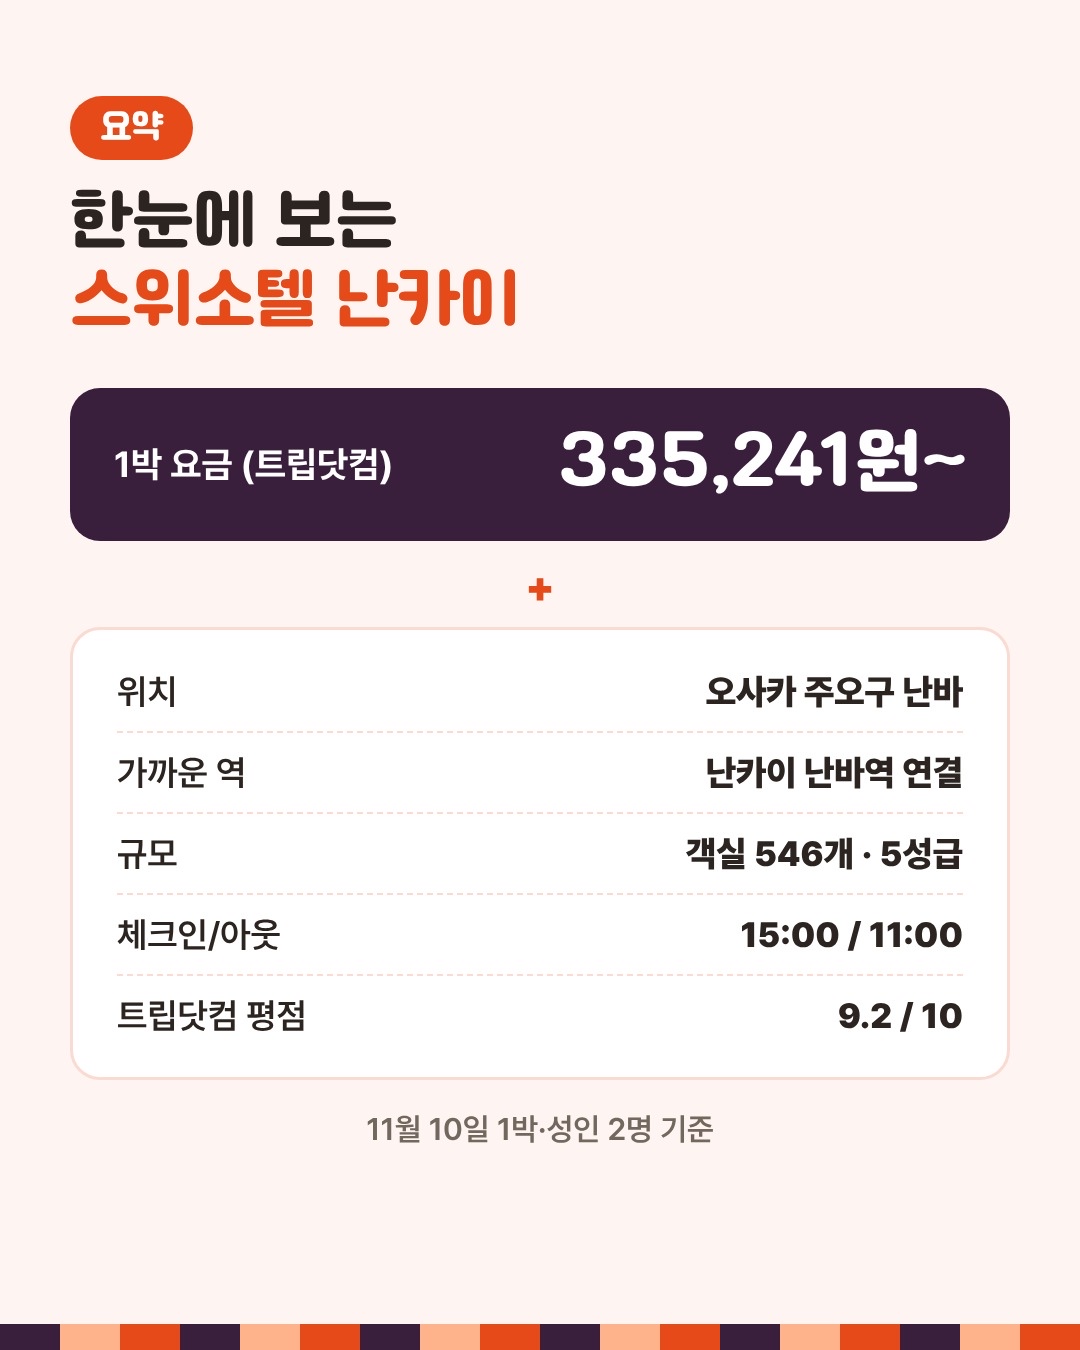 요약
한눈에 보는
스위소텔 난카이
1박 요금 (트립닷컴) 335,241원~
+
위치 오사카 주오구 난바
가까운 역 난카이 난바역 연결
규모 객실 546개 · 5성급
체크인/아웃 15:00 / 11:00
트립닷컴 평점 9.2 / 10
11월 10일 1박·성인 2명 기준